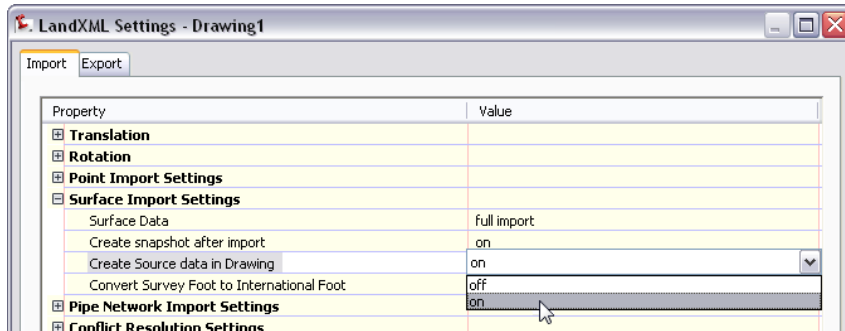 LandXML Settings - Drawing1
Import Export
Property Value
Translation
Rotation
Point Import Settings
Surface Import Settings
Surface Data full import
Create snapshot after import on
Create Source data in Drawing on
Convert Survey Foot to International Foot off
on
Pipe Network Import Settings
Conflict Resolution Settings